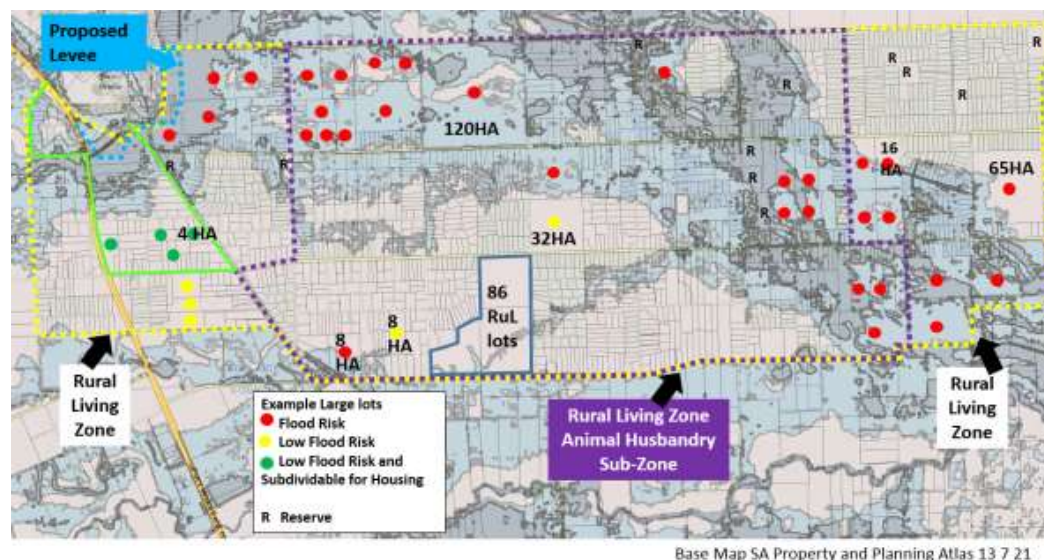 Proposed
Levee
R
R
R
R
R
R
R
R
R
R
120HA
16
HA
65HA
4 HA
32HA
86
RuL
lots
8
HA
8
HA
Rural
Living
Zone
Example Large lots
Flood Risk
Low Flood Risk
Low Flood Risk and
Subdividable for Housing
R Reserve
Rural Living Zone
Animal Husbandry
Sub-Zone
Rural
Living
Zone
Base Map SA Property and Planning Atlas 13 7 21